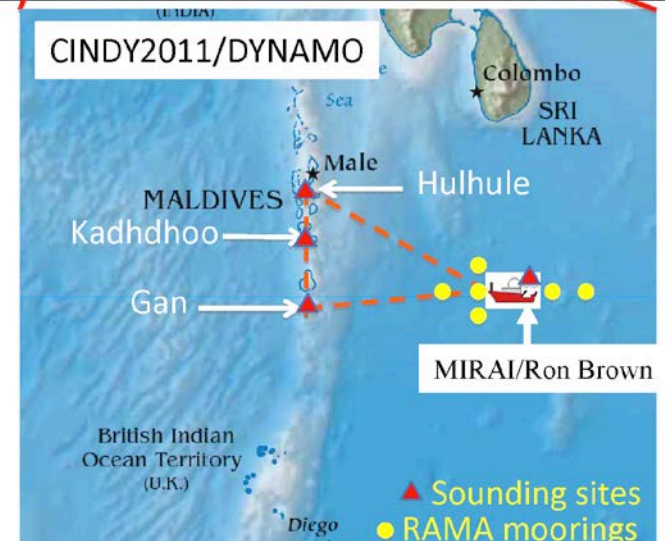 (INDIA)
CINDY2011/DYNAMO
e
Sea
Colombo
SRI
LANKA
Male
Hulhule
MALDIVES
Kadhdhoo
Gan
MIRAI/Ron Brown
British Indian
Ocean Territory
(U.K.)
Diego
Sounding sites
RAMA moorings